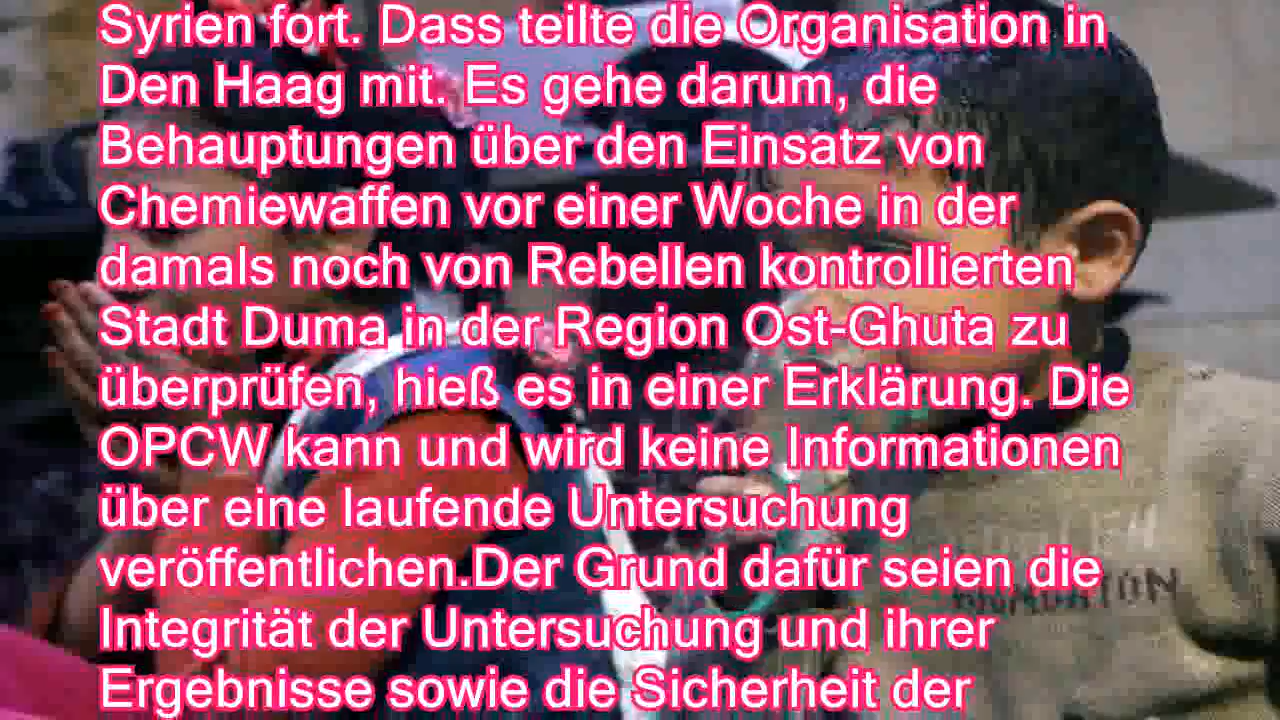 Syrien fort. Dass teilte die Organisation in
Den Haag mit. Es gehe darum, die
Behauptungen über den Einsatz von
Chemiewaffen vor einer Woche in der
damals noch von Rebellen kontrollierten
Stadt Duma in der Region Ost-Ghuta zu
überprüfen, hieß es in einer Erklärung. Die
OPCW kann und wird keine Informationen
über eine laufende Untersuchung
veröffentlichen.Der Grund dafür seien die
Integrität der Untersuchung und ihrer
Ergebnisse sowie die Sicherheit der